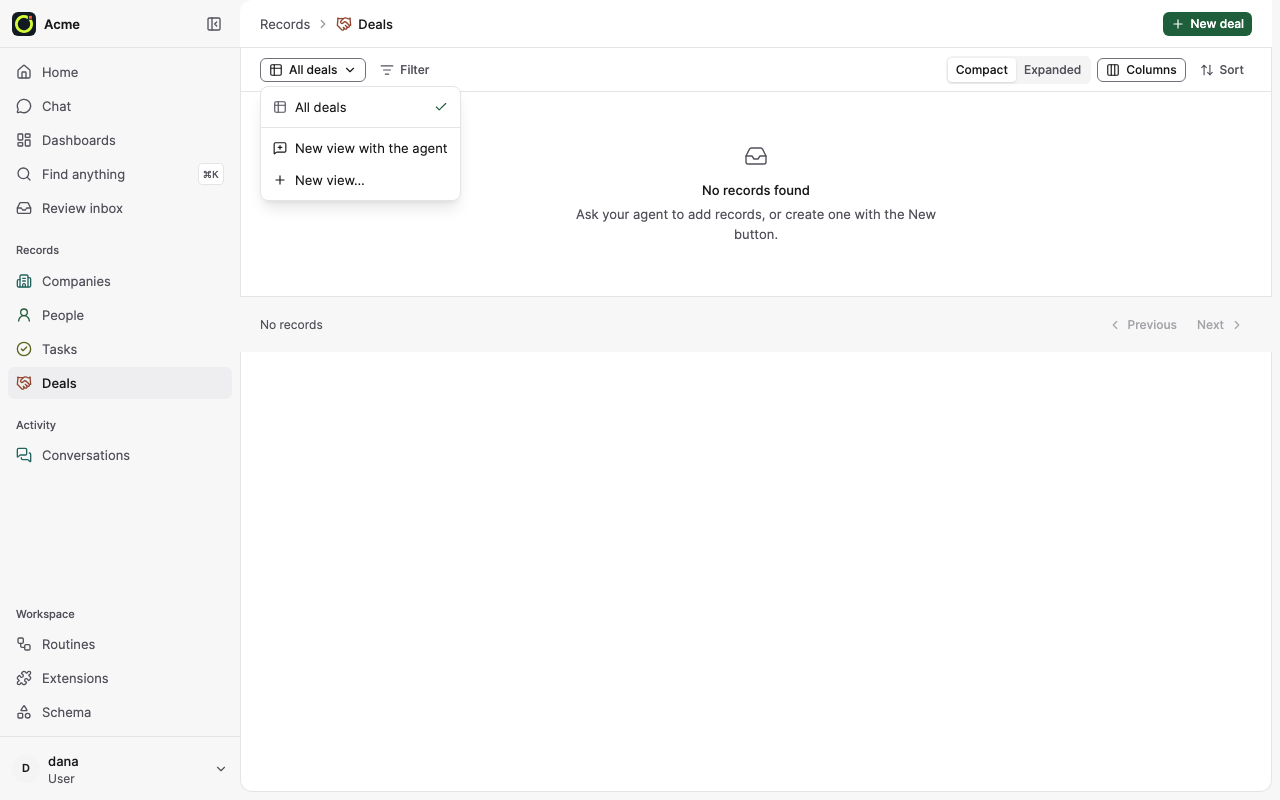 Acme
Home
Chat
Dashboards
Find anything ⌘K
Review inbox
Records
Companies
People
Tasks
Deals
Activity
Conversations
Workspace
Routines
Extensions
Schema
D
dana
User
Records > Deals
+ New deal
All deals
Filter
Compact Expanded
Columns
Sort
All deals
New view with the agent
+ New view...
No records found
Ask your agent to add records, or create one with the New
button.
No records
< Previous
Next >